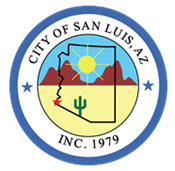 CITY OF SAN LUIS, AZ
INC. 1979